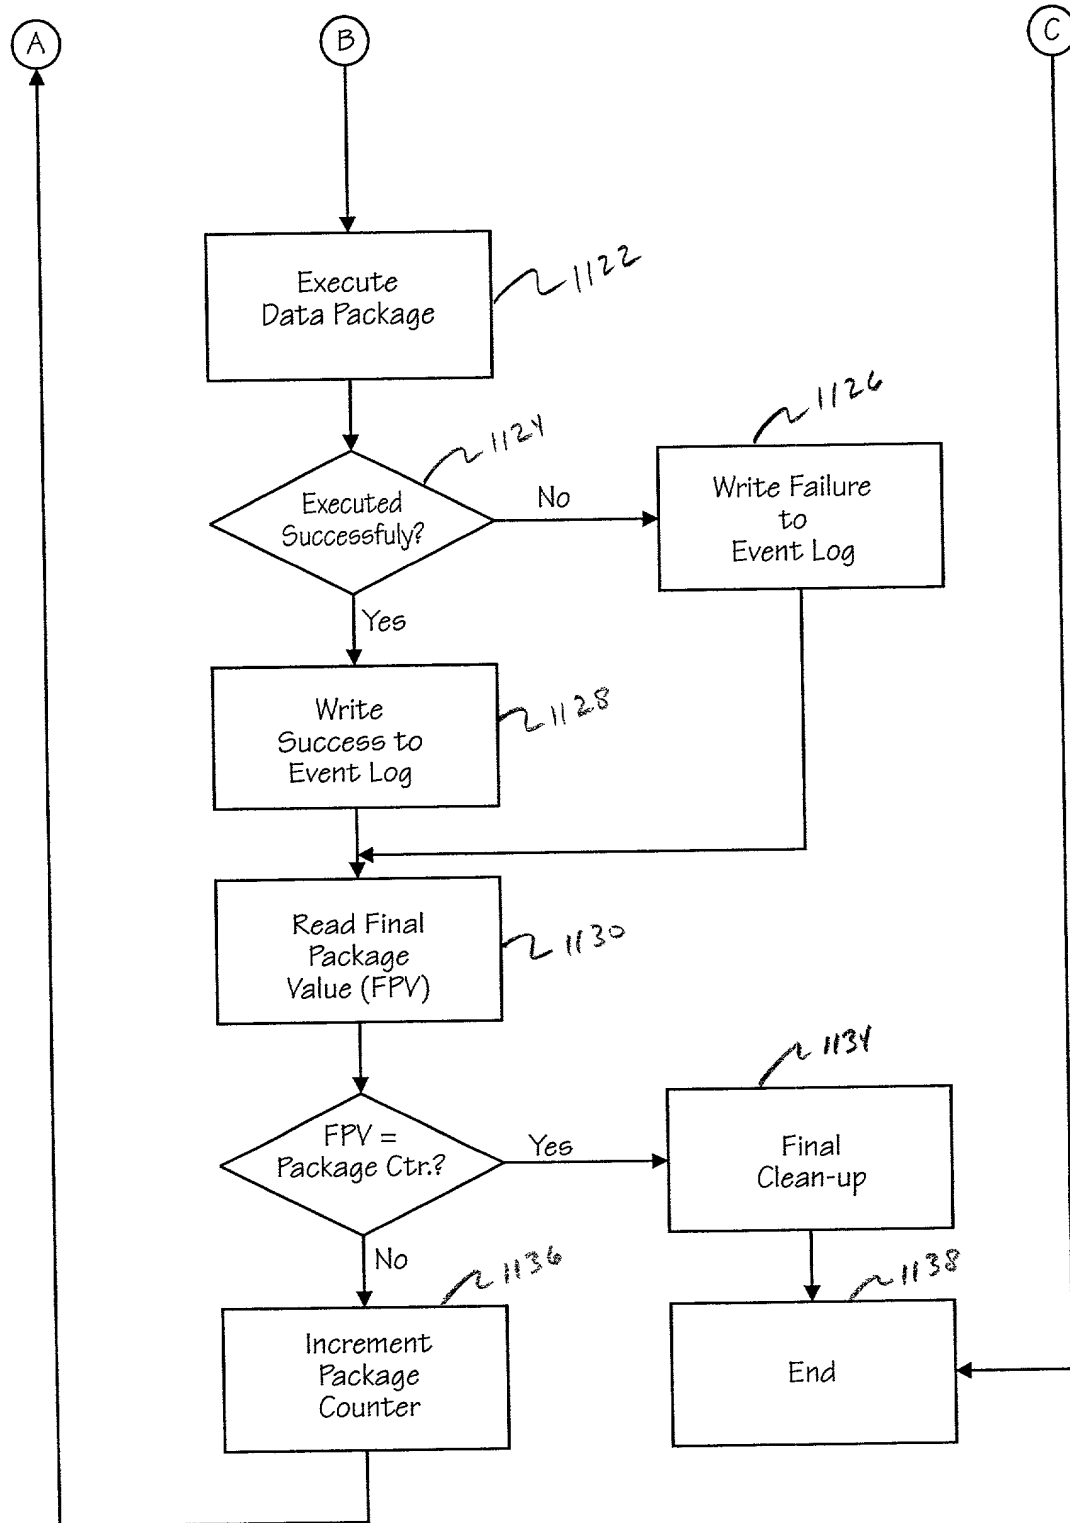 A
B
C
Execute
Data Package
1122
1124
Executed
Successfuly?
No
1126
Write Failure
to
Event Log
Yes
Write
Success to
Event Log
1128
Read Final
Package
Value (FPV)
1130
FPV =
Package Ctr.?
Yes
1134
Final
Clean-up
No
1136
Increment
Package
Counter
1138
End